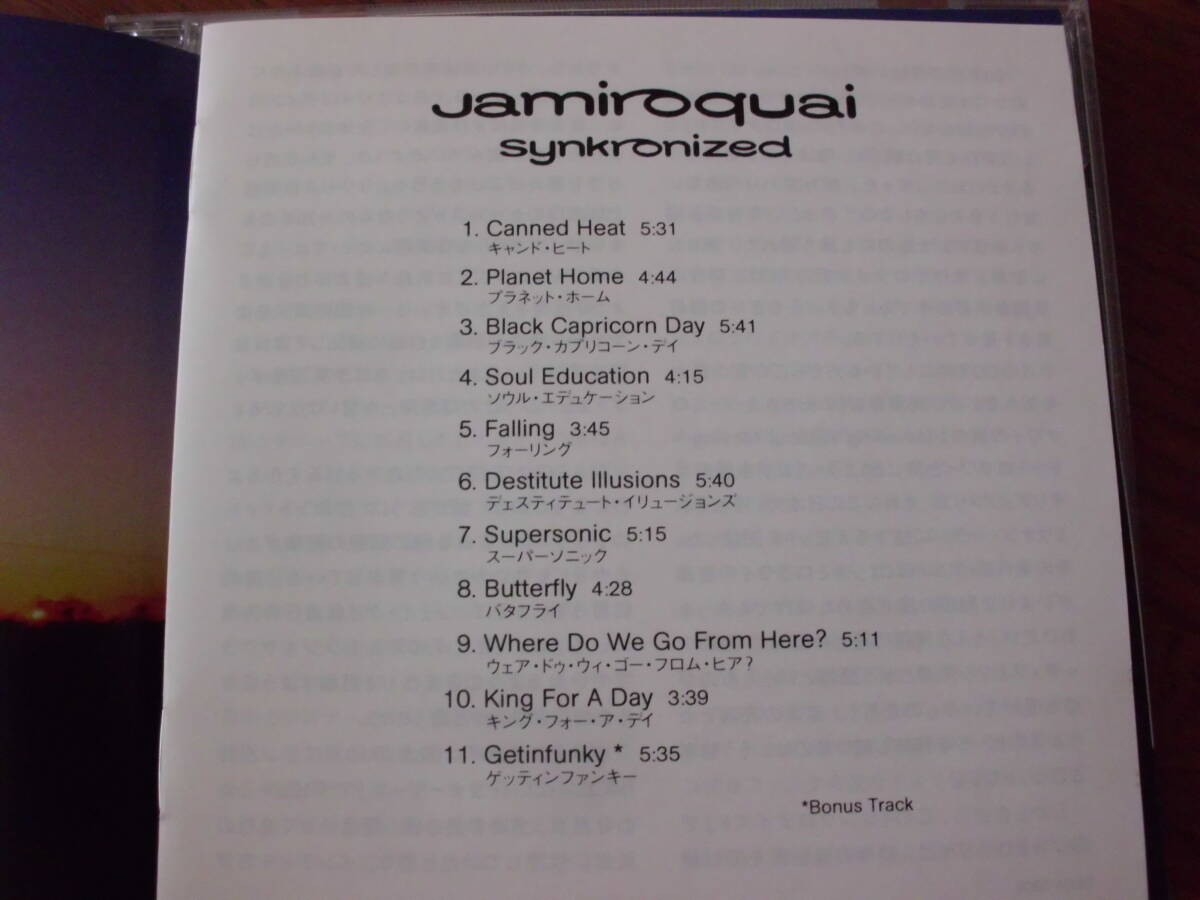 Jamiroquai
synkronized
1. Canned Heat 5:31
キャンド・ヒート
2. Planet Home 4:44
プラネット・ホーム
3. Black Capricorn Day 5:41
ブラック・カプリコーン・デイ
4. Soul Education 4:15
ソウル・エデュケーション
5. Falling 3:45
フォーリング
6. Destitute Illusions 5:40
デェスティテュート・イリュージョンズ
7. Supersonic 5:15
スーパーソニック
8. Butterfly 4:28
バタフライ
9. Where Do We Go From Here? 5:11
ウェア・ドゥ・ウィ・ゴー・フロム・ヒア?
10. King For A Day 3:39
キング・フォー・ア・デイ
11. Getinfunky * 5:35
ゲッティンファンキー
*Bonus Track